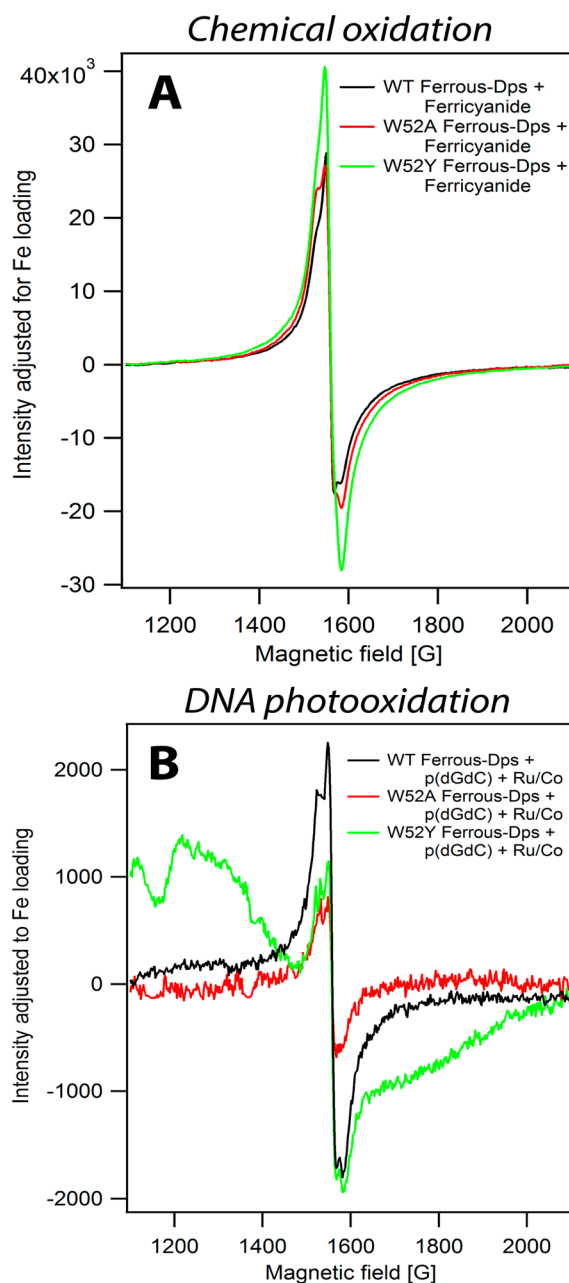 Chemical oxidation
A
WT Ferrous-Dps +
Ferricyanide
W52A Ferrous-Dps +
Ferricyanide
W52Y Ferrous-Dps +
Ferricyanide
Intensity adjusted for Fe loading
40x10³
30
20
10
0
-10
-20
-30
1200 1400 1600 1800 2000
Magnetic field [G]
DNA photooxidation
B
WT Ferrous-Dps +
p(dGdC) + Ru/Co
W52A Ferrous-Dps +
p(dGdC) + Ru/Co
W52Y Ferrous-Dps +
p(dGdC) + Ru/Co
Intensity adjusted to Fe loading
2000
1000
0
-1000
-2000
1200 1400 1600 1800 2000
Magnetic field [G]